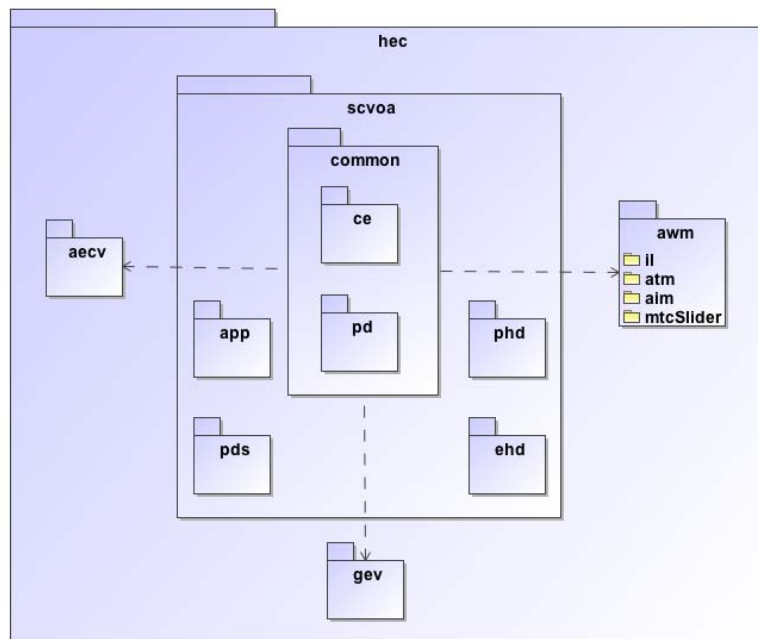 hec
scvoa
common
ce
aecv
awm
il
atm
aim
mtcSlider
app
pd
phd
pds
ehd
gev